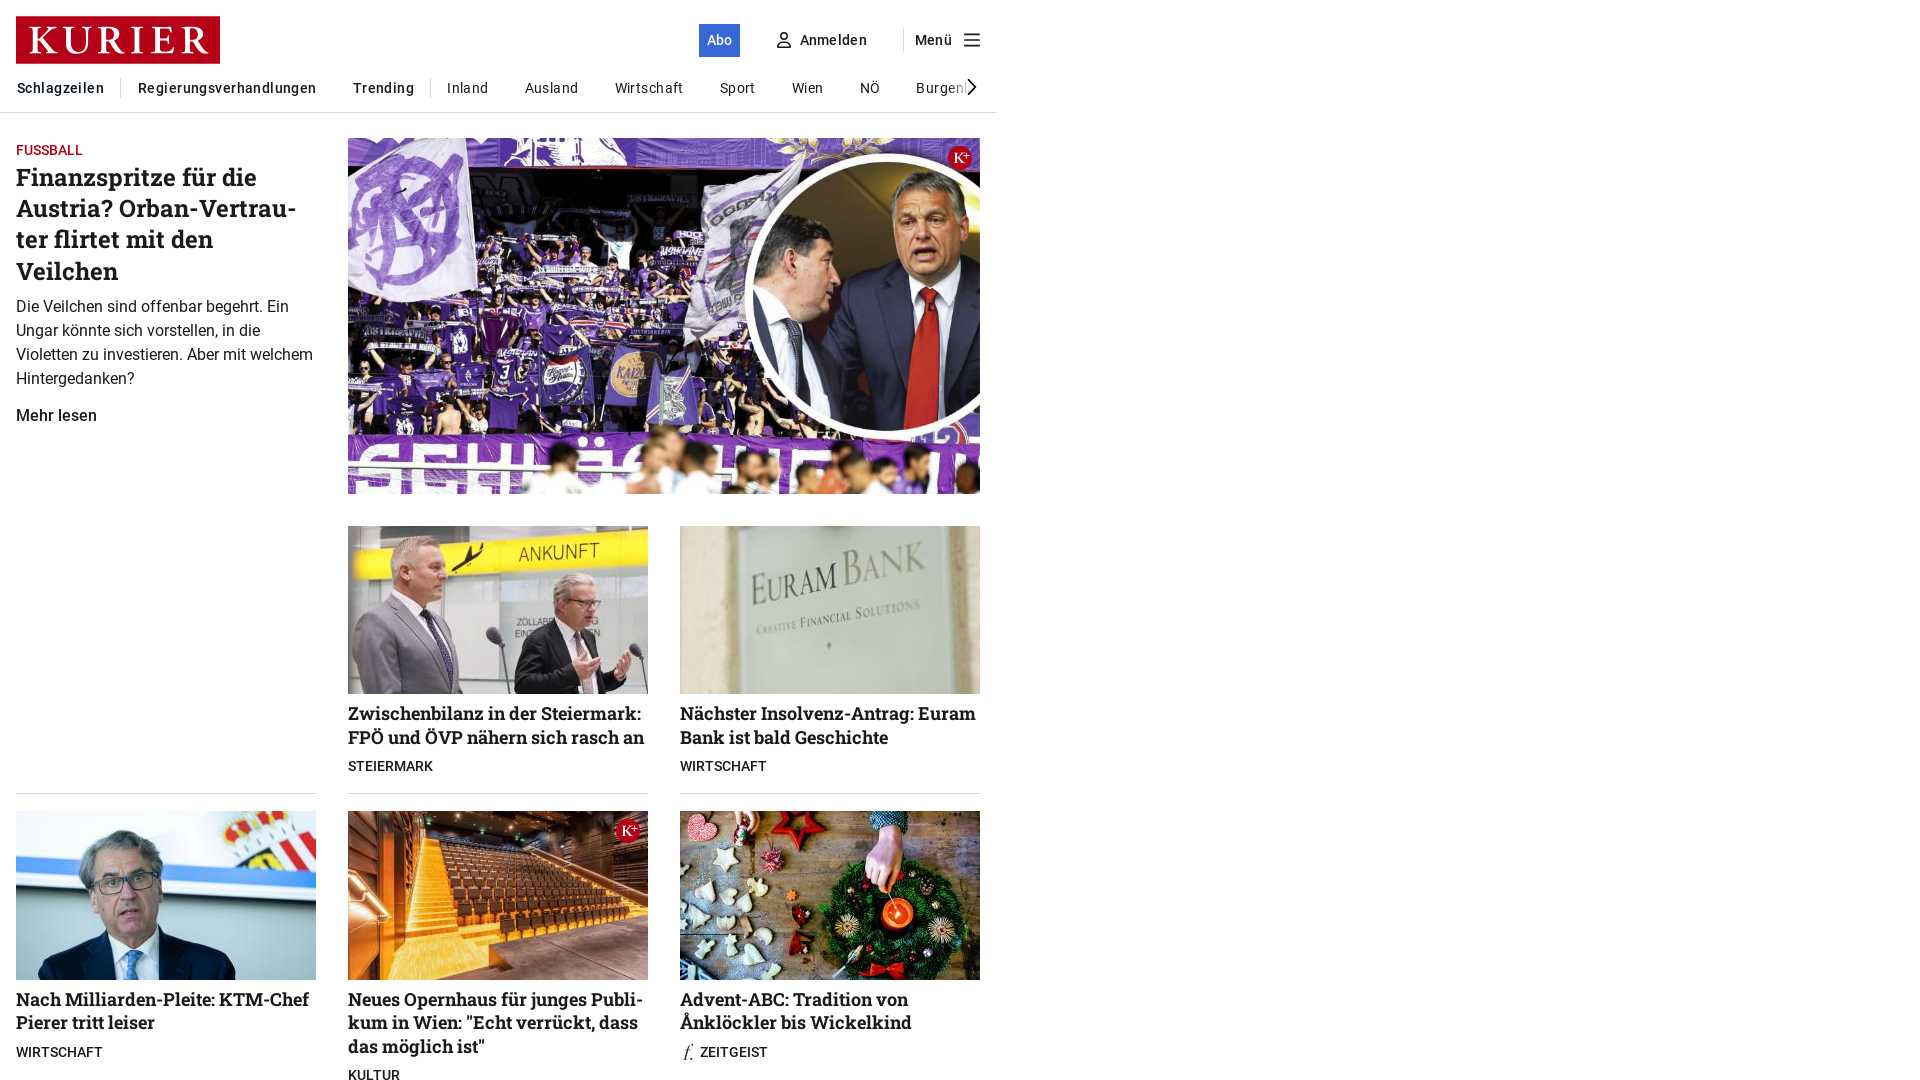 KURIER
Abo
Anmelden
Menü
Schlagzeilen
Regierungsverhandlungen
Trending
Inland
Ausland
Wirtschaft
Sport
Wien
NÖ
FUSSBALL
Finanzspritze für die
Austria? Orban-Vertrau-
ter flirtet mit den
Veilchen
Die Veilchen sind offenbar begehrt. Ein
Ungar könnte sich vorstellen, in die
Violetten zu investieren. Aber mit welchem
Hintergedanken?
Mehr lesen
K+
ANKUNFT
EURAM BANK
CREATIVE FINANCIAL SOLUTIONS
Zwischenbilanz in der Steiermark:
FPÖ und ÖVP nähern sich rasch an
STEIERMARK
Nächster Insolvenz-Antrag: Euram
Bank ist bald Geschichte
WIRTSCHAFT
K+
Nach Milliarden-Pleite: KTM-Chef
Pierer tritt leiser
WIRTSCHAFT
Neues Opernhaus für junges Publi-
kum in Wien: "Echt verrückt, dass
das möglich ist"
KULTUR
Advent-ABC: Tradition von
Ånklöckler bis Wickelkind
f. ZEITGEIST